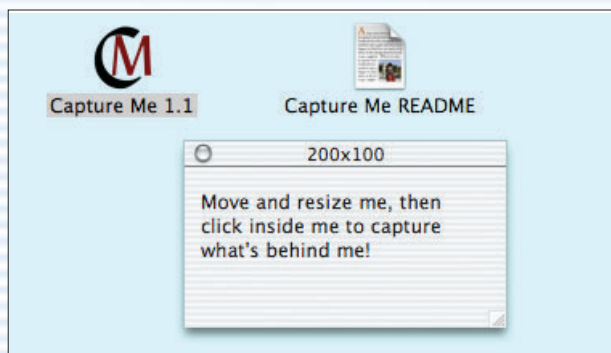 CM
Capture Me 1.1
Capture Me README
200x100
Move and resize me, then
click inside me to capture
what's behind me!